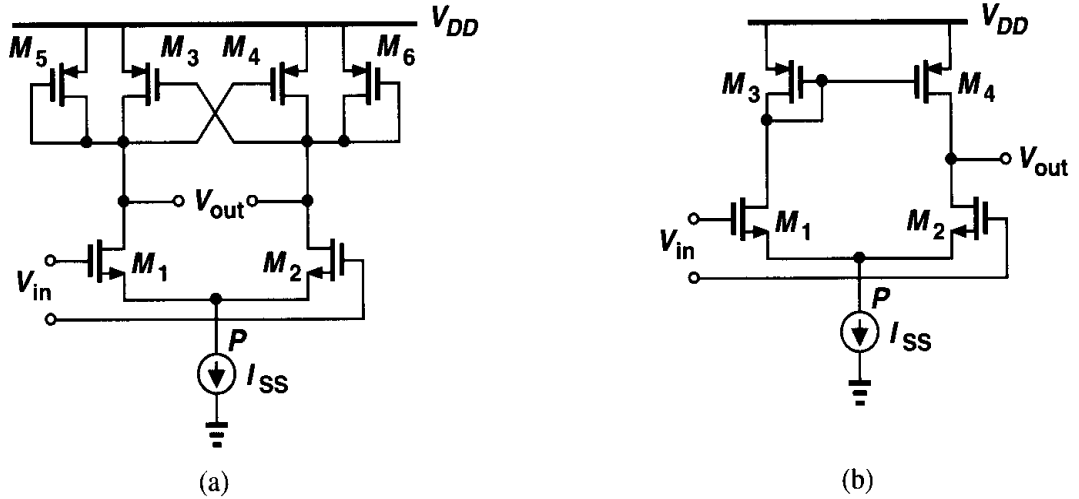 V_DD
M_5 M_3 M_4 M_6
V_out
M_1 M_2
V_in
P
I_SS
(a)
V_DD
M_3 M_4
V_out
M_1 M_2
V_in
P
I_SS
(b)